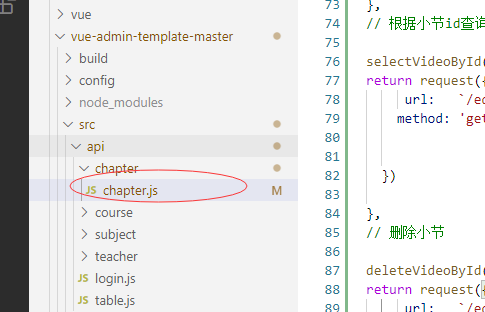 vue
vue-admin-template-master
build
config
node_modules
src
api
chapter
JS chapter.js M
course
subject
teacher
JS login.js
JS table.js
73 },
74 // 根据小节id查询
75
76 selectVideoById(
77 return request({
78 url: `/ed
79 method: 'get
80
81
82 })
83
84 },
85 // 删除小节
86
87 deleteVideoById(
88 return request({
89 url: `/ed